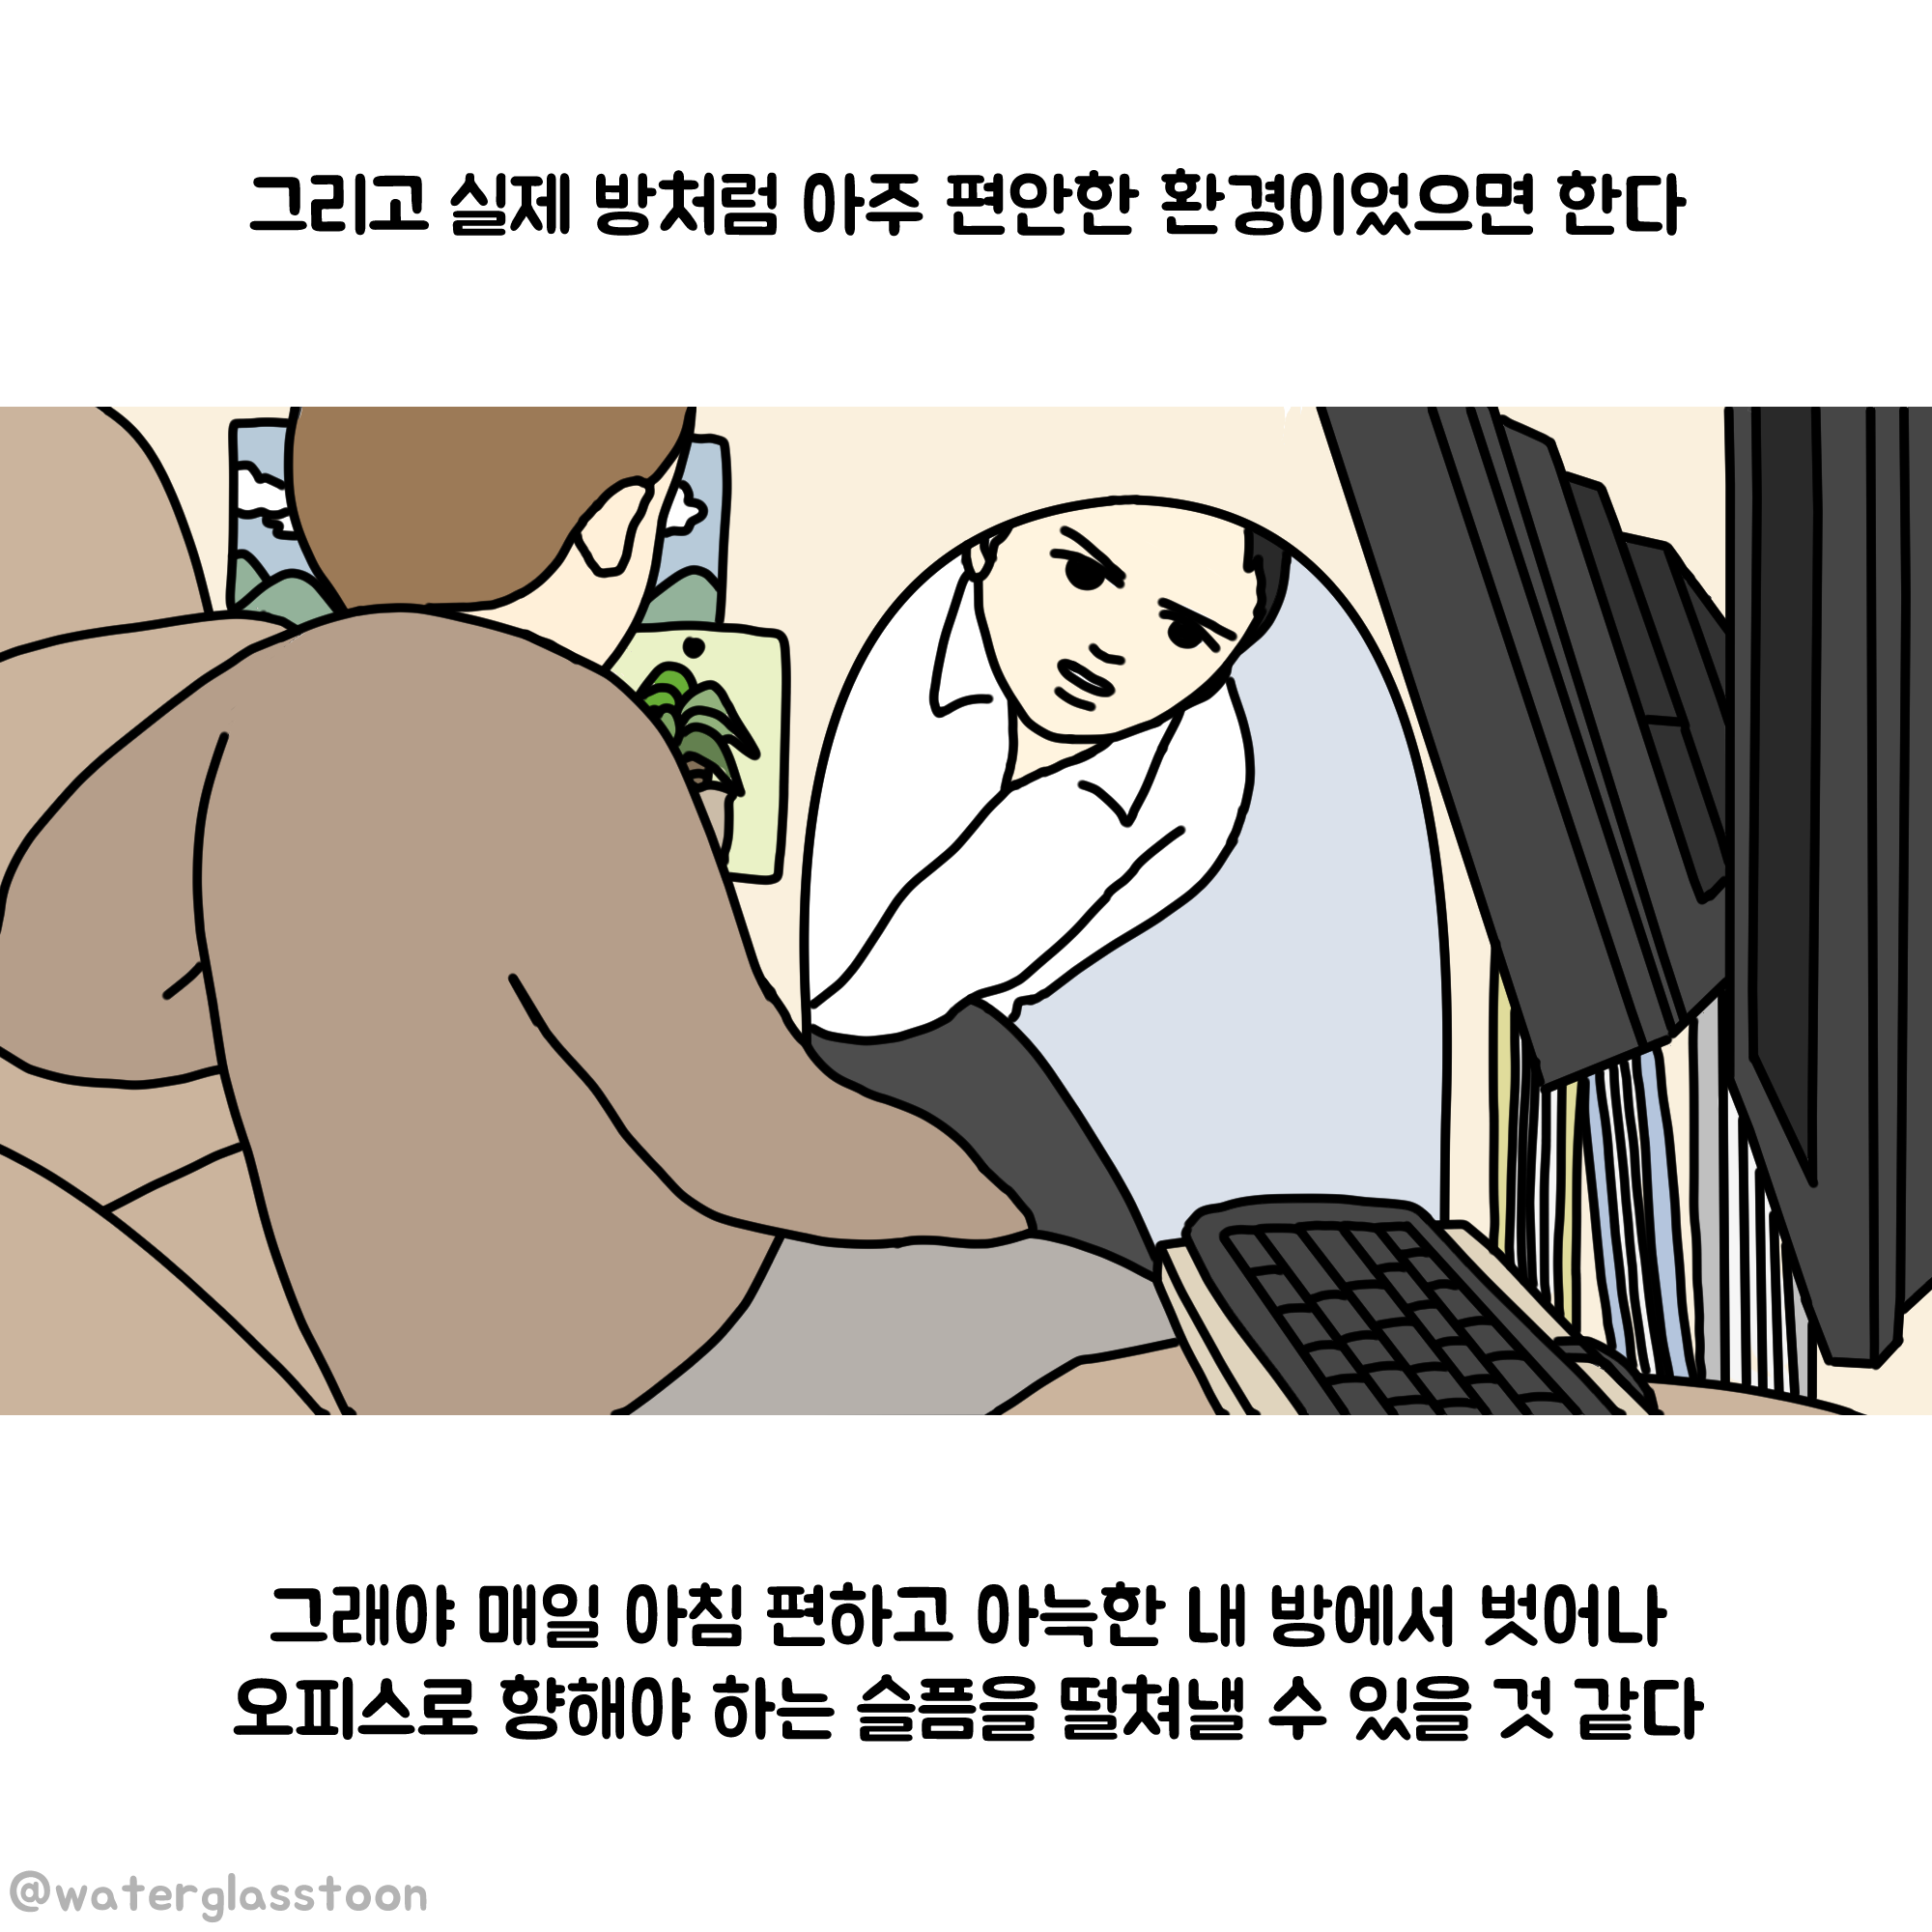 그리고 실제 방처럼 아주 편안한 환경이었으면 한다
그래야 매일 아침 편하고 아늑한 내 방에서 벗어나
오피스로 향해야 하는 슬픔을 떨쳐낼 수 있을 것 같다
@waterglasstoon